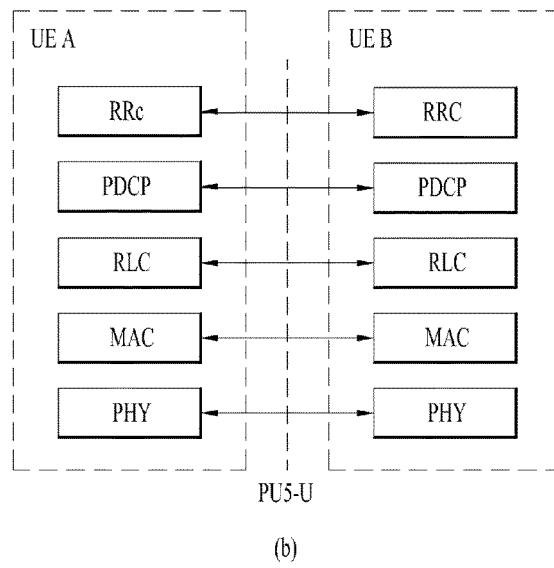 UE A UE B
RRc RRC
PDCP PDCP
RLC RLC
MAC MAC
PHY PHY
PU5-U
(b)